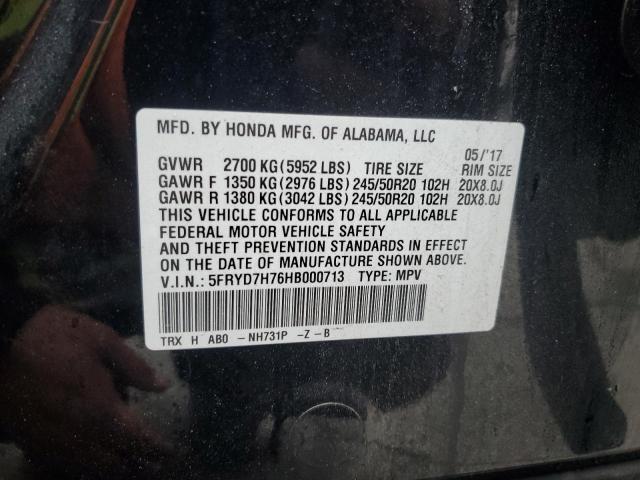 MFD. BY HONDA MFG. OF ALABAMA, LLC
05/'17
GVWR 2700 KG(5952 LBS) TIRE SIZE RIM SIZE
GAWR F 1350 KG(2976 LBS)245/50R20 102H 20X8.0J
GAWR R 1380 KG(3042 LBS)245/50R20 102H 20X8.0J
THIS VEHICLE CONFORMS TO ALL APPLICABLE
FEDERAL MOTOR VEHICLE SAFETY
AND THEFT PREVENTION STANDARDS IN EFFECT
ON THE DATE OF MANUFACTURE SHOWN ABOVE.
V.I.N.: 5FRYD7H76HB000713 TYPE: MPV
TRX H AB0 - NH731P -Z -B